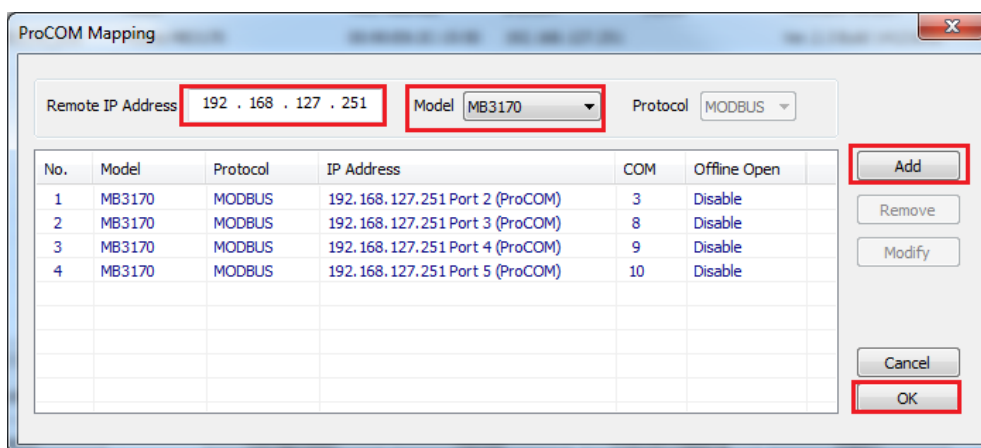 ProCOM Mapping
Remote IP Address 192 . 168 . 127 . 251 Model MB3170 Protocol MODBUS
No. Model Protocol IP Address COM Offline Open
1 MB3170 MODBUS 192.168.127.251 Port 2 (ProCOM) 3 Disable
2 MB3170 MODBUS 192.168.127.251 Port 3 (ProCOM) 8 Disable
3 MB3170 MODBUS 192.168.127.251 Port 4 (ProCOM) 9 Disable
4 MB3170 MODBUS 192.168.127.251 Port 5 (ProCOM) 10 Disable
Add
Remove
Modify
Cancel
OK